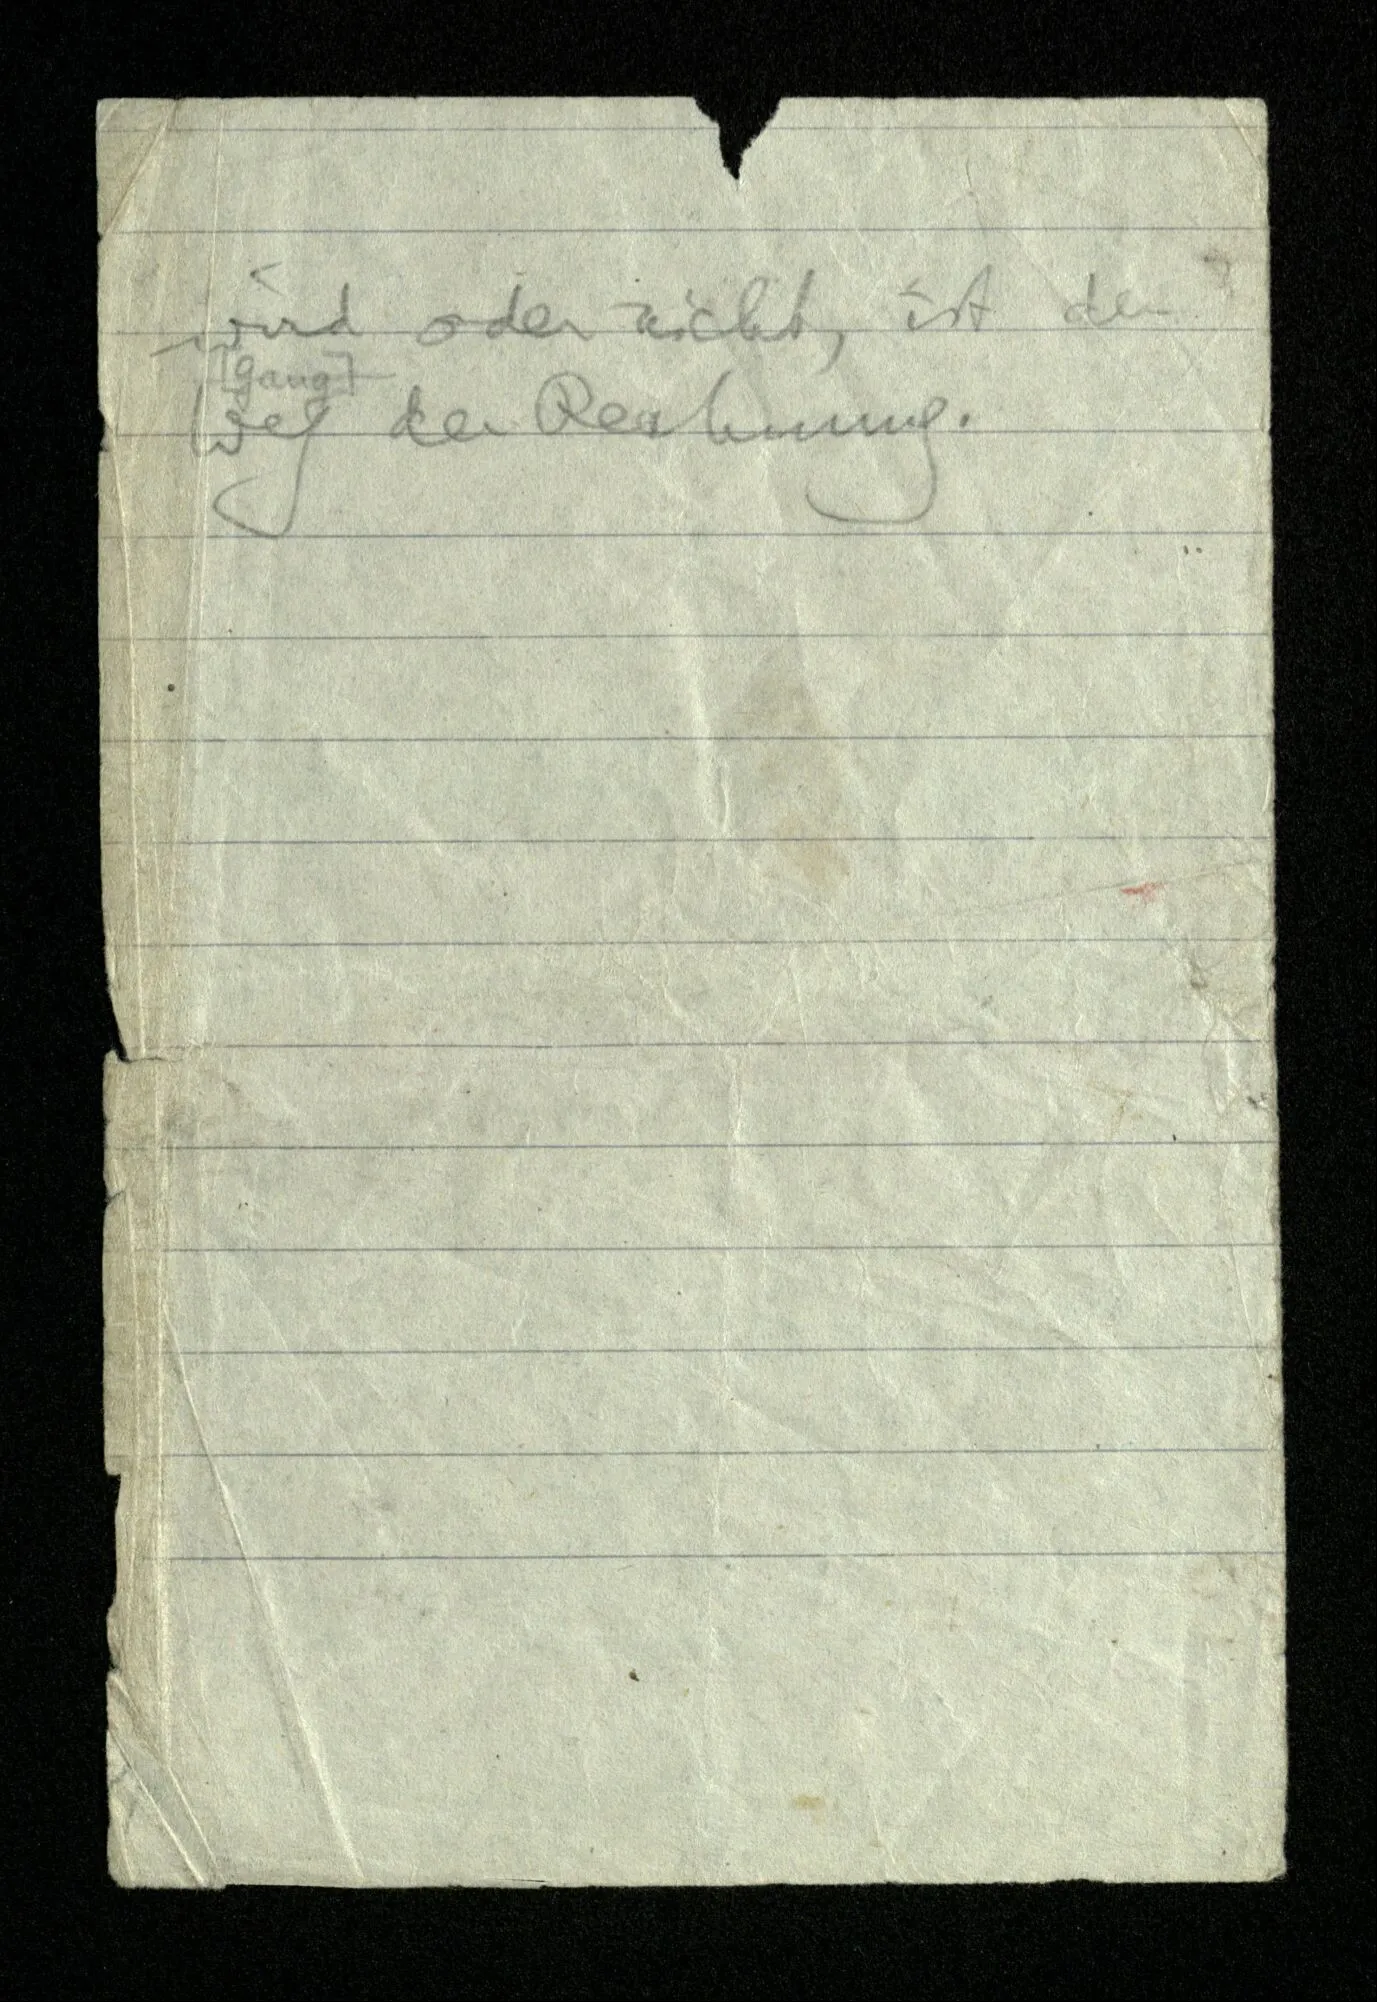 wird oder nicht, ist der
[gang]
Weg der Rechnung.